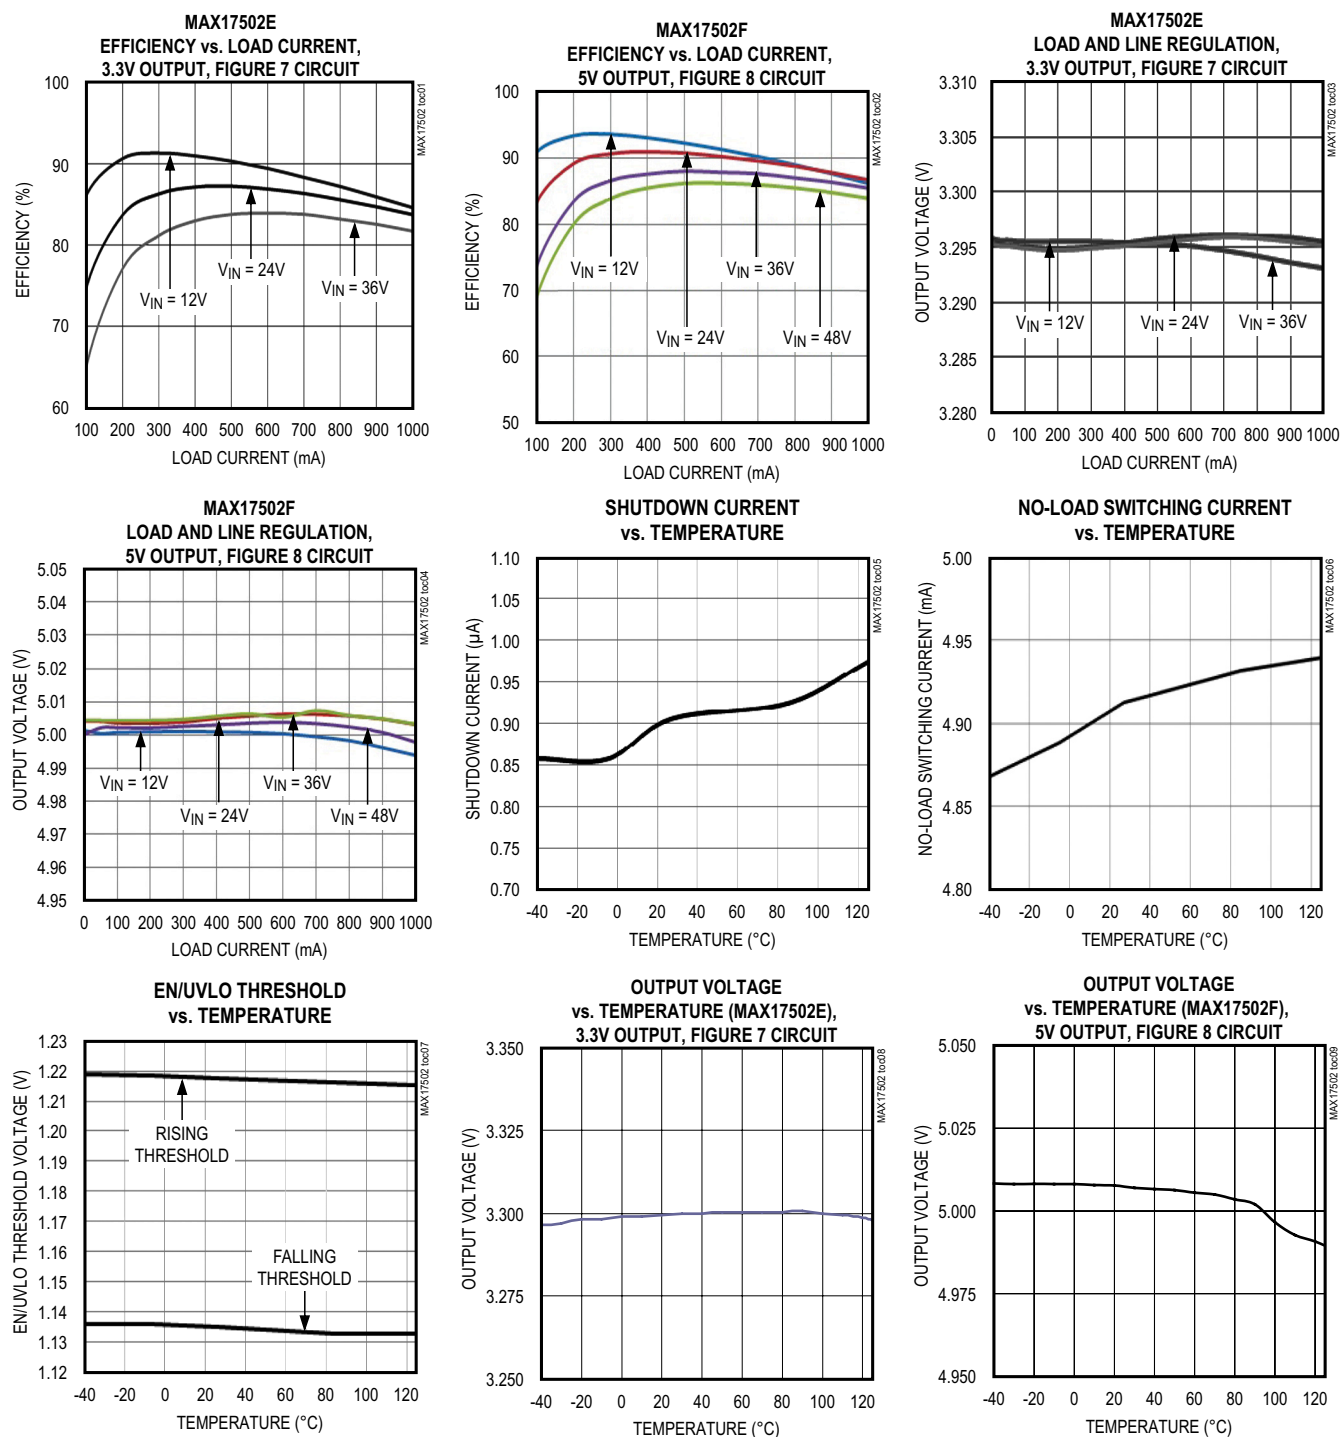 MAX17502E
EFFICIENCY vs. LOAD CURRENT,
3.3V OUTPUT, FIGURE 7 CIRCUIT
MAX17502 toc01
EFFICIENCY (%)
100
90
80
70
60
VIN = 12V
VIN = 24V
VIN = 36V
100 200 300 400 500 600 700 800 900 1000
LOAD CURRENT (mA)
MAX17502F
EFFICIENCY vs. LOAD CURRENT,
5V OUTPUT, FIGURE 8 CIRCUIT
MAX17502 toc02
EFFICIENCY (%)
100
90
80
70
60
50
VIN = 12V
VIN = 36V
VIN = 24V
VIN = 48V
100 200 300 400 500 600 700 800 900 1000
LOAD CURRENT (mA)
MAX17502E
LOAD AND LINE REGULATION,
3.3V OUTPUT, FIGURE 7 CIRCUIT
MAX17502 toc03
OUTPUT VOLTAGE (V)
3.310
3.305
3.300
3.295
3.290
3.285
3.280
VIN = 12V
VIN = 24V
VIN = 36V
0 100 200 300 400 500 600 700 800 900 1000
LOAD CURRENT (mA)
MAX17502F
LOAD AND LINE REGULATION,
5V OUTPUT, FIGURE 8 CIRCUIT
MAX17502 toc04
OUTPUT VOLTAGE (V)
5.05
5.04
5.03
5.02
5.01
5.00
4.99
4.98
4.97
4.96
4.95
VIN = 12V
VIN = 36V
VIN = 24V
VIN = 48V
0 100 200 300 400 500 600 700 800 900 1000
LOAD CURRENT (mA)
SHUTDOWN CURRENT
vs. TEMPERATURE
MAX17502 toc05
SHUTDOWN CURRENT (µA)
1.10
1.05
1.00
0.95
0.90
0.85
0.80
0.75
0.70
-40 -20 0 20 40 60 80 100 120
TEMPERATURE (°C)
NO-LOAD SWITCHING CURRENT
vs. TEMPERATURE
MAX17502 toc06
NO-LOAD SWITCHING CURRENT (mA)
5.00
4.95
4.90
4.85
4.80
-40 -20 0 20 40 60 80 100 120
TEMPERATURE (°C)
EN/UVLO THRESHOLD
vs. TEMPERATURE
MAX17502 toc07
EN/UVLO THRESHOLD VOLTAGE (V)
1.23
1.22
1.21
1.20
1.19
1.18
1.17
1.16
1.15
1.14
1.13
1.12
RISING
THRESHOLD
FALLING
THRESHOLD
-40 -20 0 20 40 60 80 100 120
TEMPERATURE (°C)
OUTPUT VOLTAGE
vs. TEMPERATURE (MAX17502E),
3.3V OUTPUT, FIGURE 7 CIRCUIT
MAX17502 toc08
OUTPUT VOLTAGE (V)
3.350
3.325
3.300
3.275
3.250
-40 -20 0 20 40 60 80 100 120
TEMPERATURE (°C)
OUTPUT VOLTAGE
vs. TEMPERATURE (MAX17502F),
5V OUTPUT, FIGURE 8 CIRCUIT
MAX17502 toc09
OUTPUT VOLTAGE (V)
5.050
5.025
5.000
4.975
4.950
-40 -20 0 20 40 60 80 100 120
TEMPERATURE (°C)